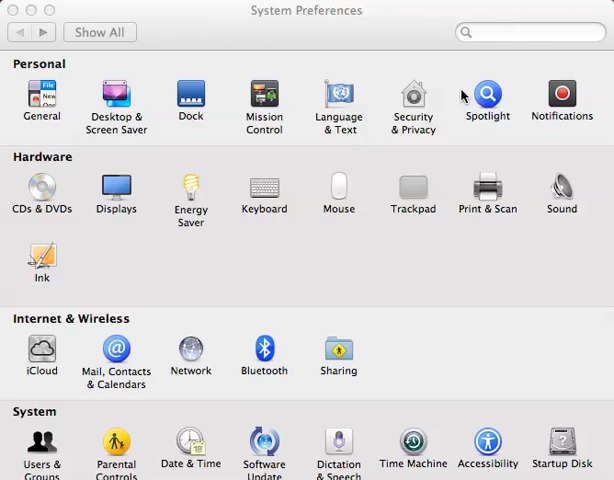 System Preferences
Show All
Personal
General
Desktop &
Screen Saver
Dock
Mission
Control
Language
& Text
Security
& Privacy
Spotlight
Notifications
Hardware
CDs & DVDs
Displays
Energy
Saver
Keyboard
Mouse
Trackpad
Print & Scan
Sound
Ink
Internet & Wireless
iCloud
Mail, Contacts
& Calendars
Network
Bluetooth
Sharing
System
Users &
Groups
Parental
Controls
Date & Time
Software
Update
Dictation
& Speech
Time Machine
Accessibility
Startup Disk